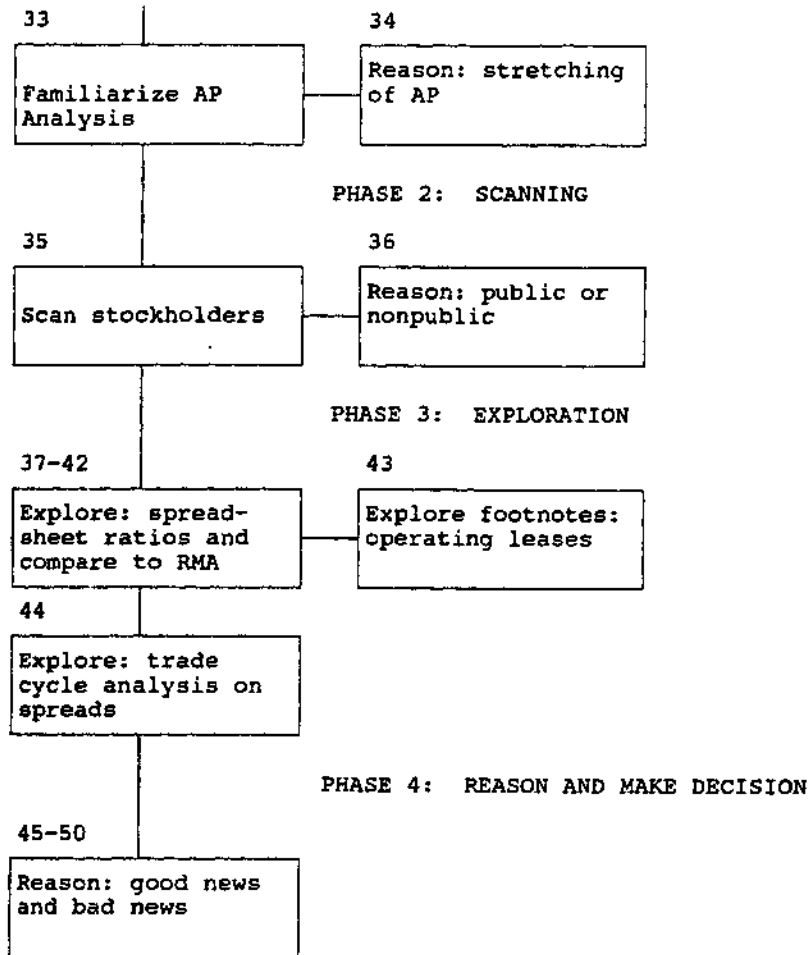 33
34
Familiarize AP
Analysis
Reason: stretching
of AP
PHASE 2: SCANNING
35
36
Scan stockholders
Reason: public or
nonpublic
PHASE 3: EXPLORATION
37-42
43
Explore: spread-
sheet ratios and
compare to RMA
Explore footnotes:
operating leases
44
Explore: trade
cycle analysis on
spreads
PHASE 4: REASON AND MAKE DECISION
45-50
Reason: good news
and bad news